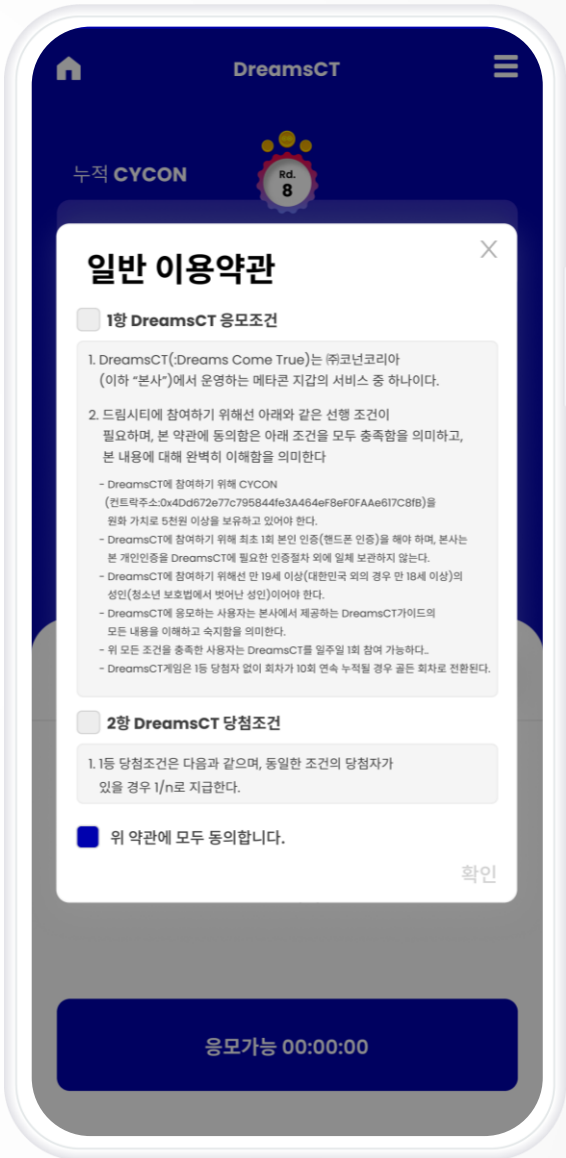 DreamsCT
누적 CYCON
Rd.
8
일반 이용약관
X
1항 DreamsCT 응모조건
1. DreamsCT(:Dreams Come True)는 ㈜코넌코리아
(이하 “본사”)에서 운영하는 메타콘 지갑의 서비스 중 하나이다.
2. 드림시티에 참여하기 위해선 아래와 같은 선행 조건이
필요하며, 본 약관에 동의함은 아래 조건을 모두 충족함을 의미하고,
본 내용에 대해 완벽히 이해함을 의미한다
- DreamsCT에 참여하기 위해 CYCON
(컨트락주소:0x4Dd672e77c795844fe3A464eF8eF0FAAe617C8fB)을
원화 가치로 5천원 이상을 보유하고 있어야 한다.
- DreamsCT에 참여하기 위해 최초 1회 본인 인증(핸드폰 인증)을 해야 하며, 본사는
본 개인인증을 DreamsCT에 필요한 인증절차 외에 일체 보관하지 않는다.
- DreamsCT에 참여하기 위해선 만 19세 이상(대한민국 외의 경우 만 18세 이상)의
성인(청소년 보호법에서 벗어난 성인)이어야 한다.
- DreamsCT에 응모하는 사용자는 본사에서 제공하는 DreamsCT가이드의
모든 내용을 이해하고 숙지함을 의미한다.
- 위 모든 조건을 충족한 사용자는 DreamsCT를 일주일 1회 참여 가능하다..
- DreamsCT게임은 1등 당첨자 없이 회차가 10회 연속 누적될 경우 골든 회차로 전환된다.
2항 DreamsCT 당첨조건
1. 1등 당첨조건은 다음과 같으며, 동일한 조건의 당첨자가
있을 경우 1/n로 지급한다.
위 약관에 모두 동의합니다.
확인
응모가능 00:00:00